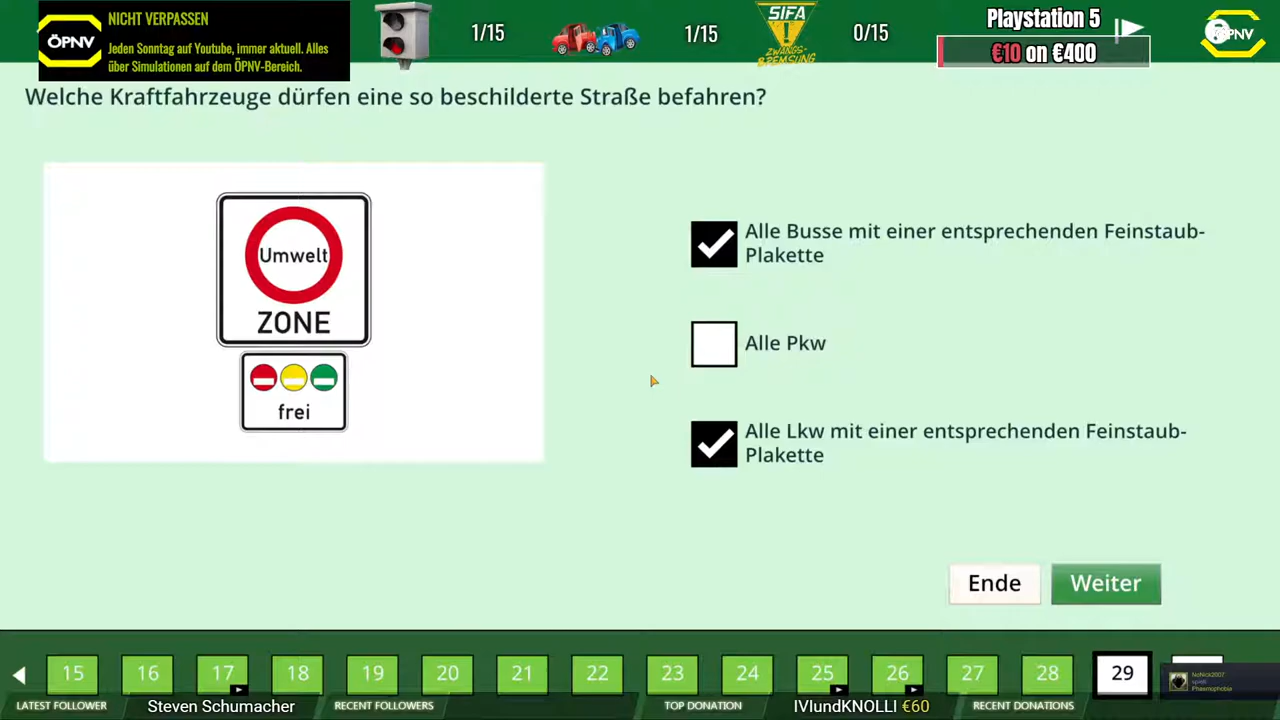 ÖPNV
NICHT VERPASSEN
Jeden Sonntag auf Youtube, immer aktuell. Alles
über Simulationen auf dem ÖPNV-Bereich.
1/15
1/15
SIFA
!
ZWANGS-
BREMSUNG
0/15
Playstation 5
€10 on €400
ÖPNV
Welche Kraftfahrzeuge dürfen eine so beschilderte Straße befahren?
Umwelt
ZONE
frei
Alle Busse mit einer entsprechenden Feinstaub-
Plakette
Alle Pkw
Alle Lkw mit einer entsprechenden Feinstaub-
Plakette
Ende
Weiter
15 16 17 18 19 20 21 22 23 24 25 26 27 28 29
NoNick2007
spielt
Phasmophobia
LATEST FOLLOWER Steven Schumacher RECENT FOLLOWERS TOP DONATION IVIundKNOLLI €60 RECENT DONATIONS